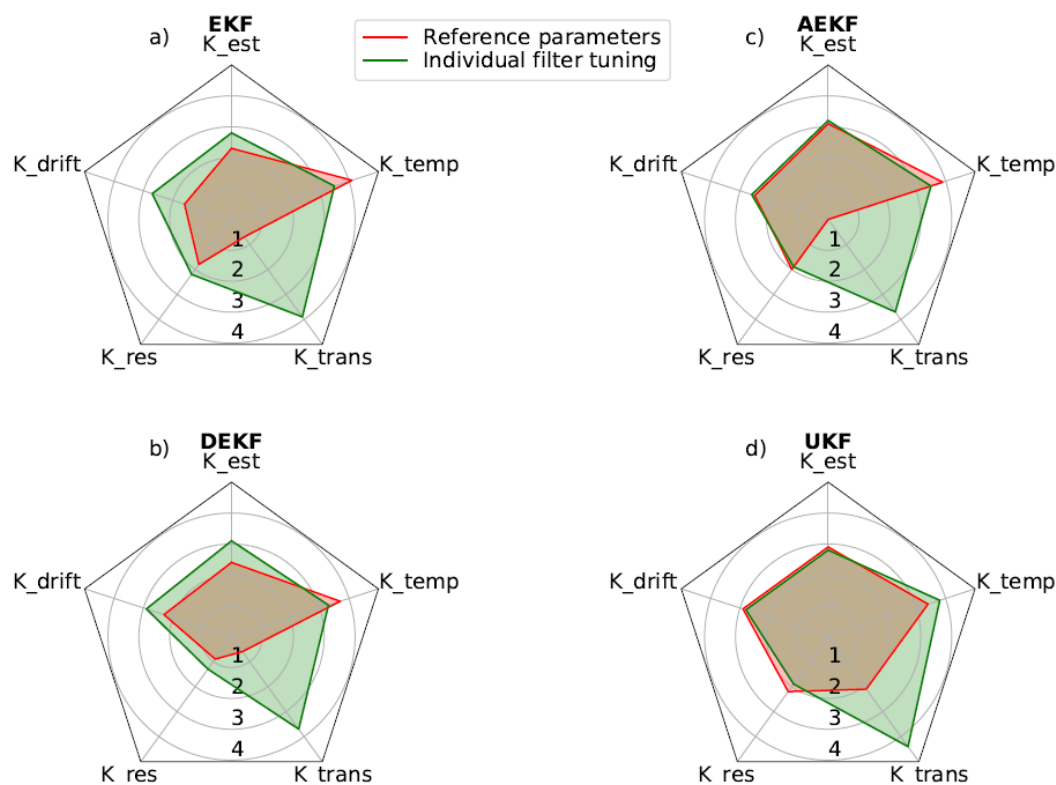 a)
EKF
K_est
K_drift
K_temp
1
2
3
4
K_res
K_trans
Reference parameters
Individual filter tuning
c)
AEKF
K_est
K_drift
K_temp
1
2
3
4
K_res
K_trans
b)
DEKF
K_est
K_drift
K_temp
1
2
3
4
K_res
K_trans
d)
UKF
K_est
K_drift
K_temp
1
2
3
4
K_res
K_trans